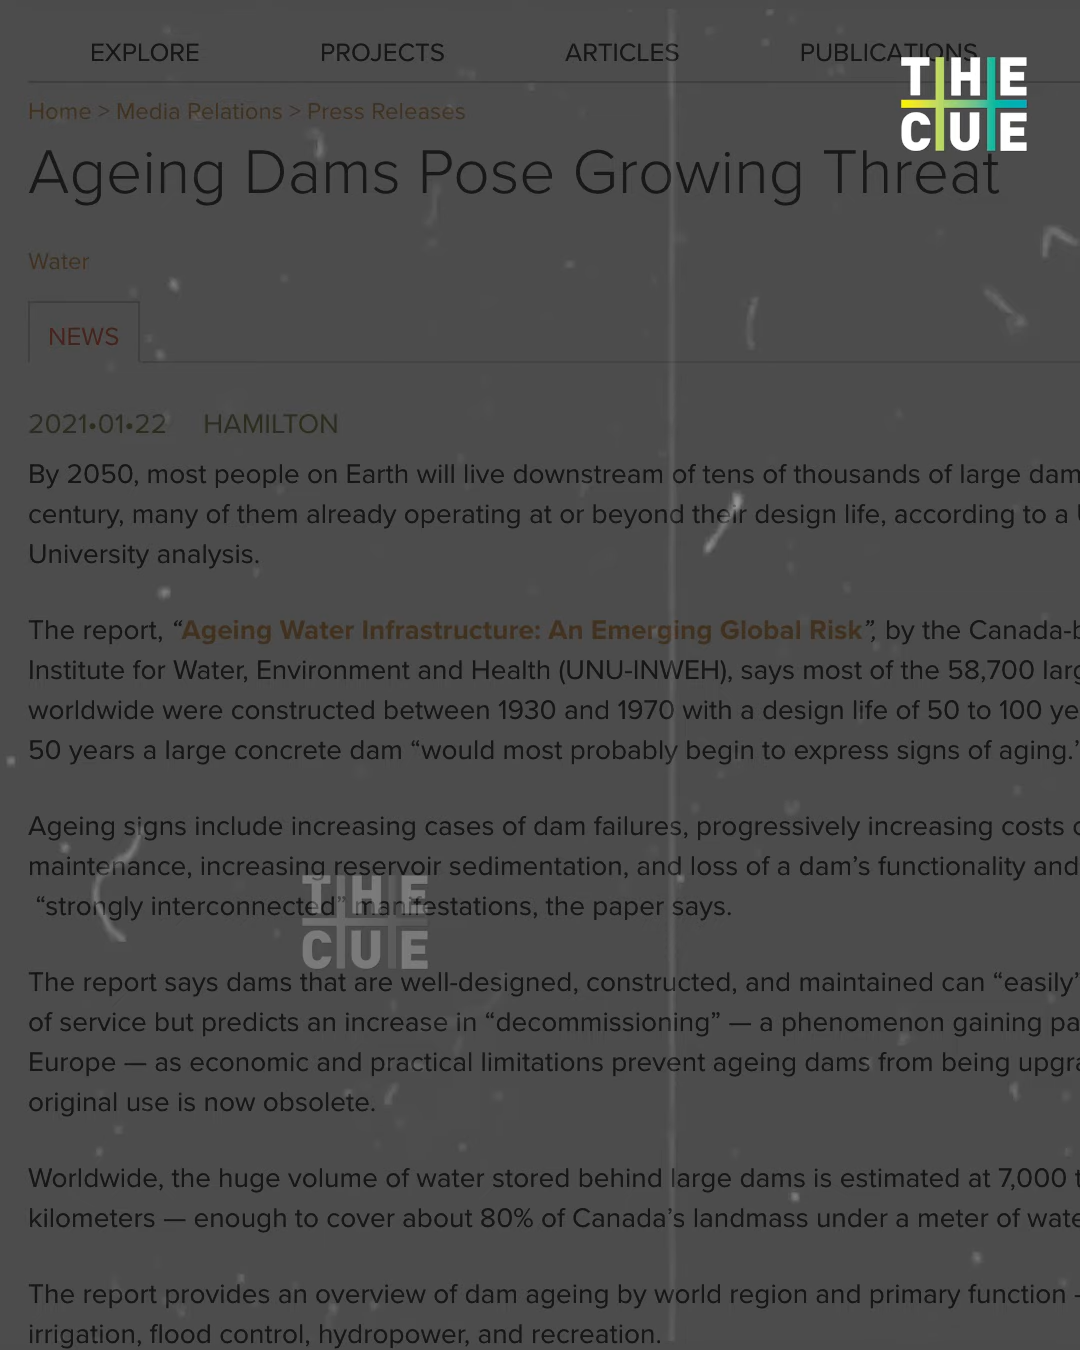 EXPLORE PROJECTS ARTICLES PUBLICATIONS
THE
CUE
Home > Media Relations > Press Releases
Ageing Dams Pose Growing Threat
Water
NEWS
2021•01•22 HAMILTON
By 2050, most people on Earth will live downstream of tens of thousands of large dam
century, many of them already operating at or beyond their design life, according to a
University analysis.
The report, “Ageing Water Infrastructure: An Emerging Global Risk”, by the Canada-b
Institute for Water, Environment and Health (UNU-INWEH), says most of the 58,700 larg
worldwide were constructed between 1930 and 1970 with a design life of 50 to 100 ye
50 years a large concrete dam “would most probably begin to express signs of aging.”
Ageing signs include increasing cases of dam failures, progressively increasing costs o
maintenance, increasing reservoir sedimentation, and loss of a dam’s functionality and
“strongly interconnected” manifestations, the paper says.
THE
CUE
The report says dams that are well-designed, constructed, and maintained can “easily”
of service but predicts an increase in “decommissioning” — a phenomenon gaining pa
Europe — as economic and practical limitations prevent ageing dams from being upgra
original use is now obsolete.
Worldwide, the huge volume of water stored behind large dams is estimated at 7,000 t
kilometers — enough to cover about 80% of Canada’s landmass under a meter of wate
The report provides an overview of dam ageing by world region and primary function -
irrigation, flood control, hydropower, and recreation.